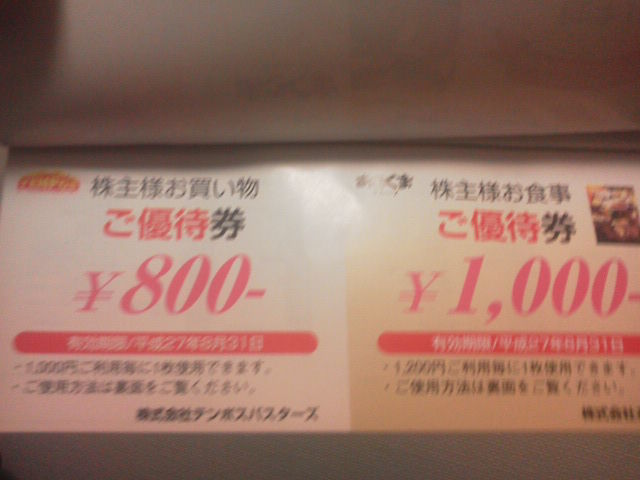 株主様お買い物
ご優待券
¥800-
有効期限/平成27年8月31日
・1,000円ご利用毎に1枚使用できます。
・ご使用方法は裏面をご覧ください。
株式会社テンポスバスターズ
株主様お食事
ご優待券
¥1,000-
有効期限/平成27年8月31日
・1,200円ご利用毎に1枚使用できます。
・ご使用方法は裏面をご覧ください。
株式会社